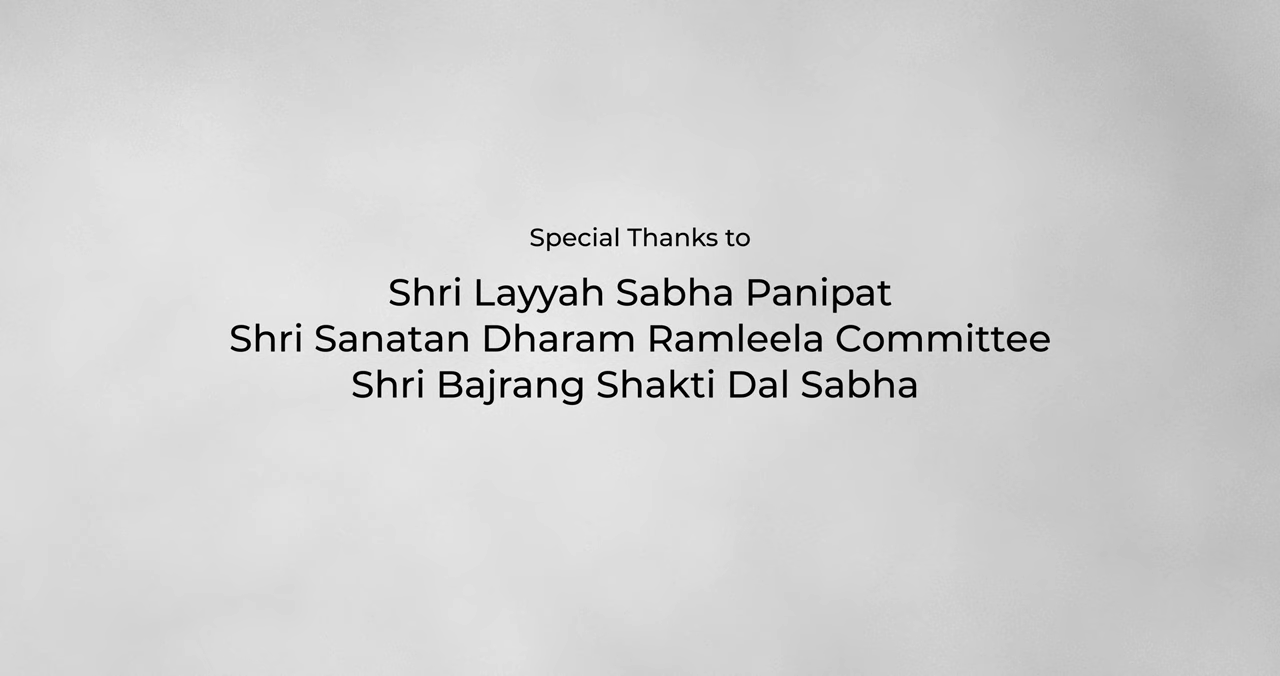 Special Thanks to
Shri Layyah Sabha Panipat
Shri Sanatan Dharam Ramleela Committee
Shri Bajrang Shakti Dal Sabha